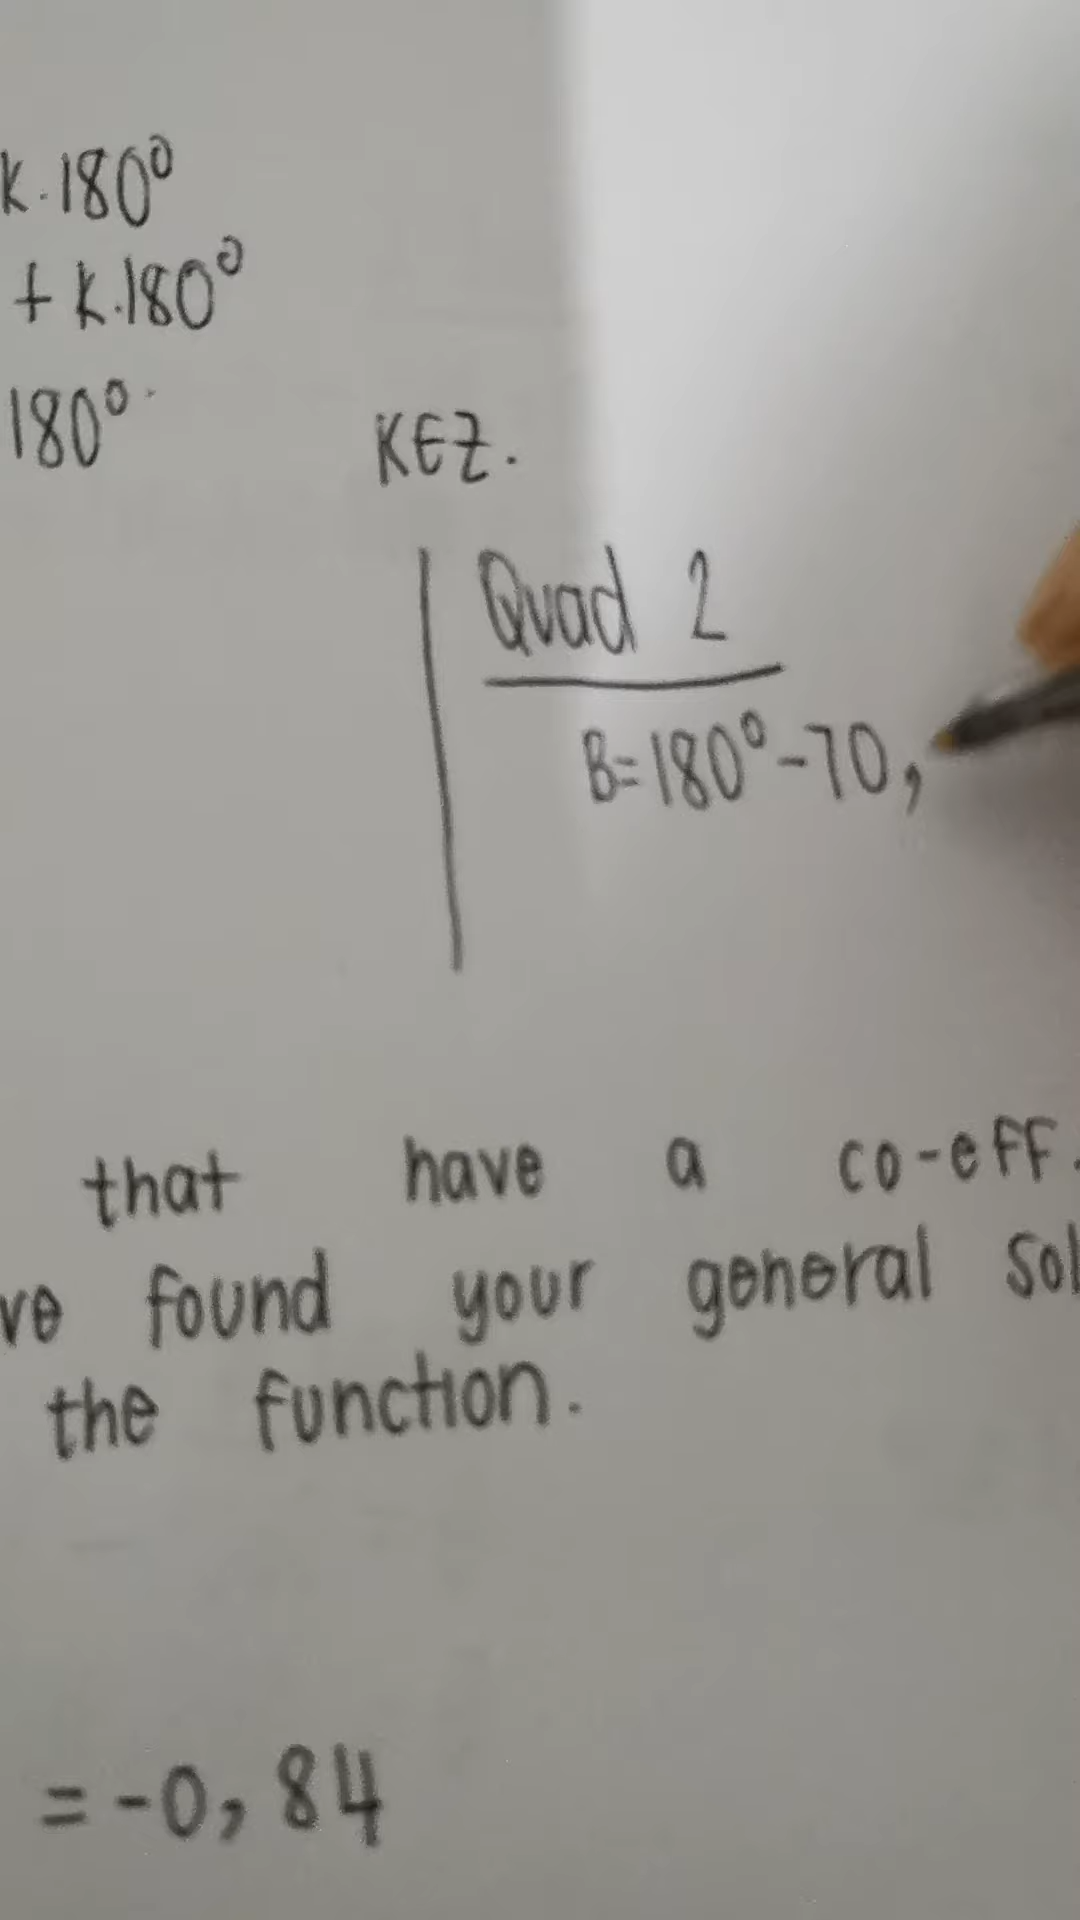 K.180°
+ K.180°
180°
KEZ.
Quad 2
B=180°-70,
that have a co-eff.
ve found your general sol
the function.
=-0,84